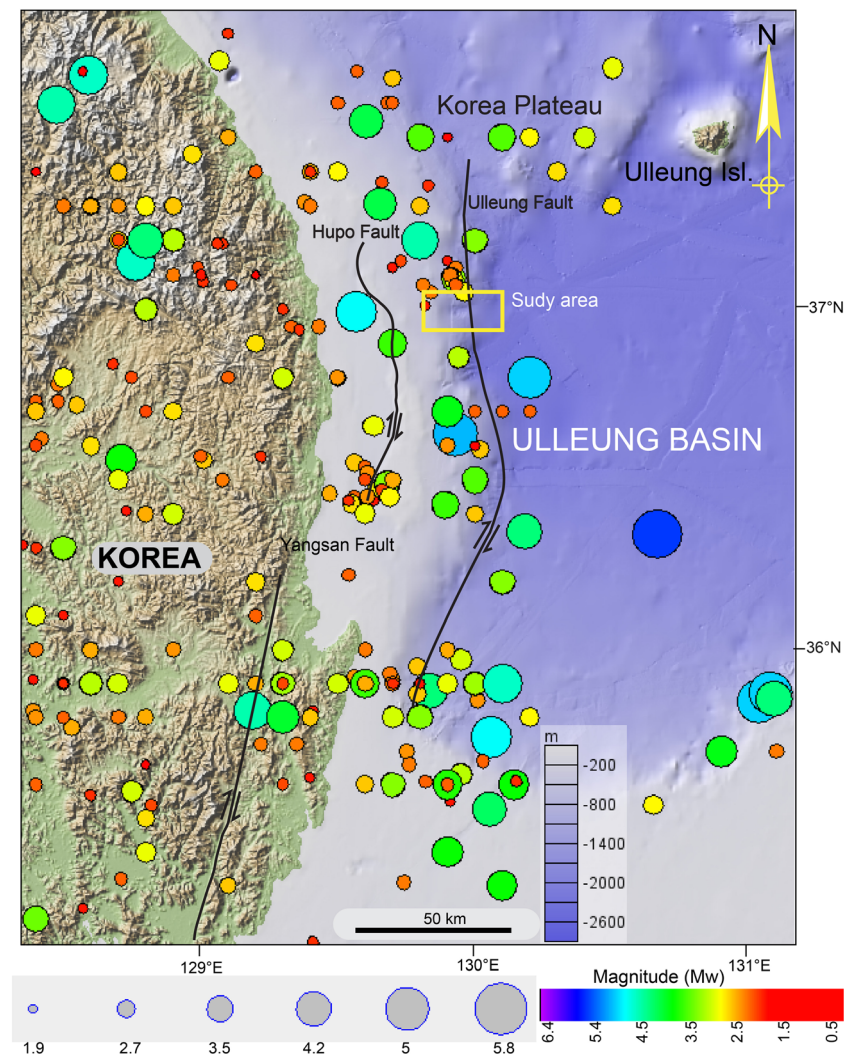 N
Korea Plateau
Ulleung Isl.
Ulleung Fault
Hupo Fault
Sudy area
37°N
ULLEUNG BASIN
Yangsan Fault
KOREA
36°N
m
-200
-800
-1400
-2000
-2600
50 km
129°E
130°E
131°E
Magnitude (Mw)
1.9
2.7
3.5
4.2
5
5.8
6.4
5.4
4.5
3.5
2.5
1.5
0.5